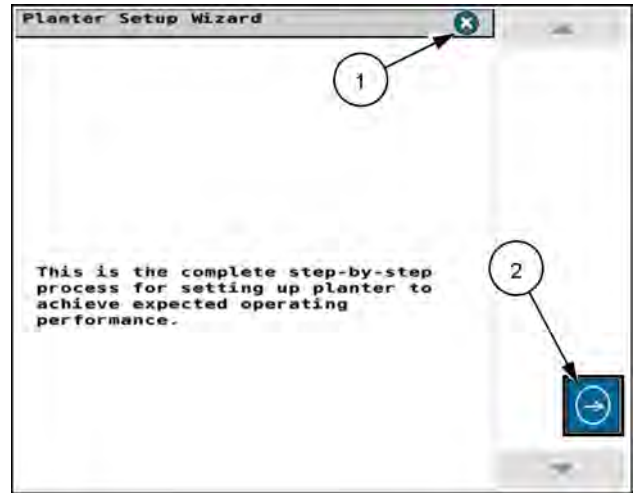 Planter Setup Wizard
1
This is the complete step-by-step
process for setting up planter to
achieve expected operating
performance.
2